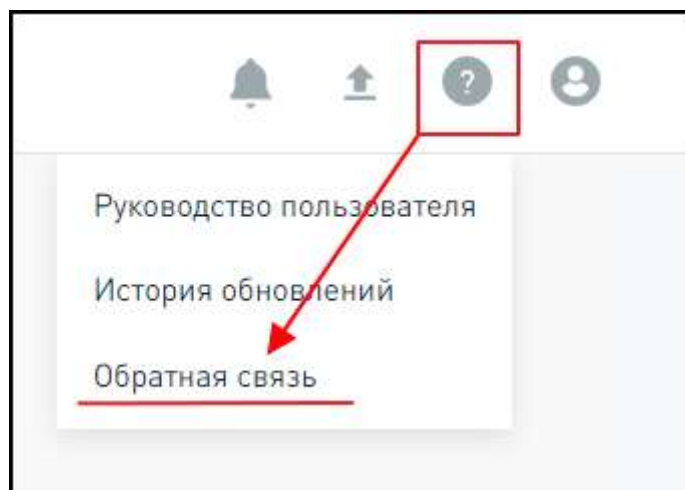 ?
Руководство пользователя
История обновлений
Обратная связь